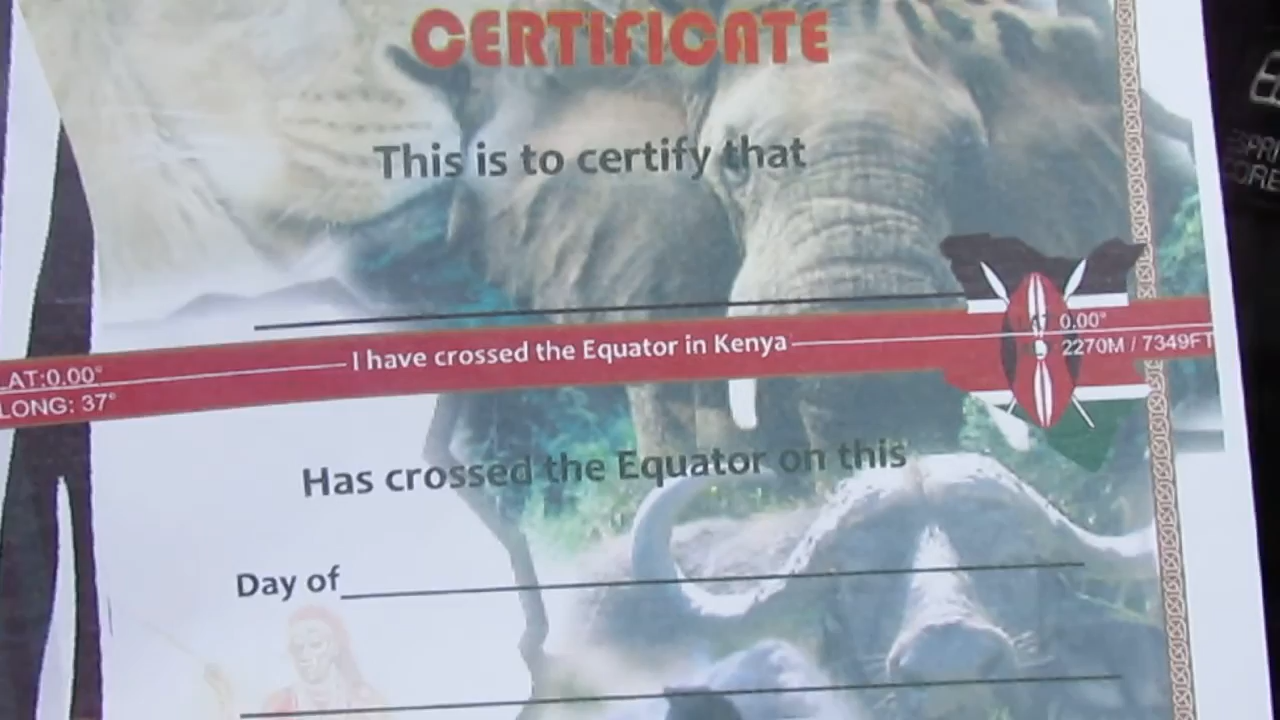 CERTIFICATE
This is to certify that
I have crossed the Equator in Kenya
0.00°
2270M / 7349FT
LAT:0.00°
LONG: 37°
Has crossed the Equator on this
Day of